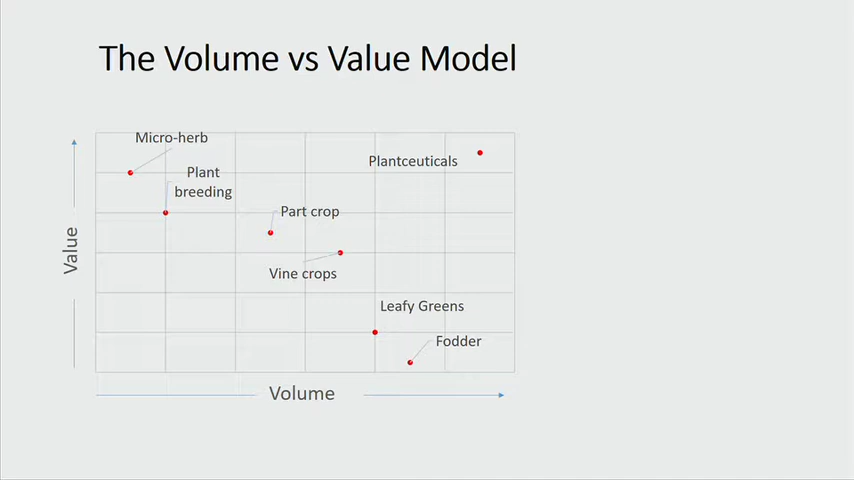 The Volume vs Value Model
Micro-herb
Plantceuticals
Plant
breeding
Part crop
Value
Vine crops
Leafy Greens
Fodder
Volume